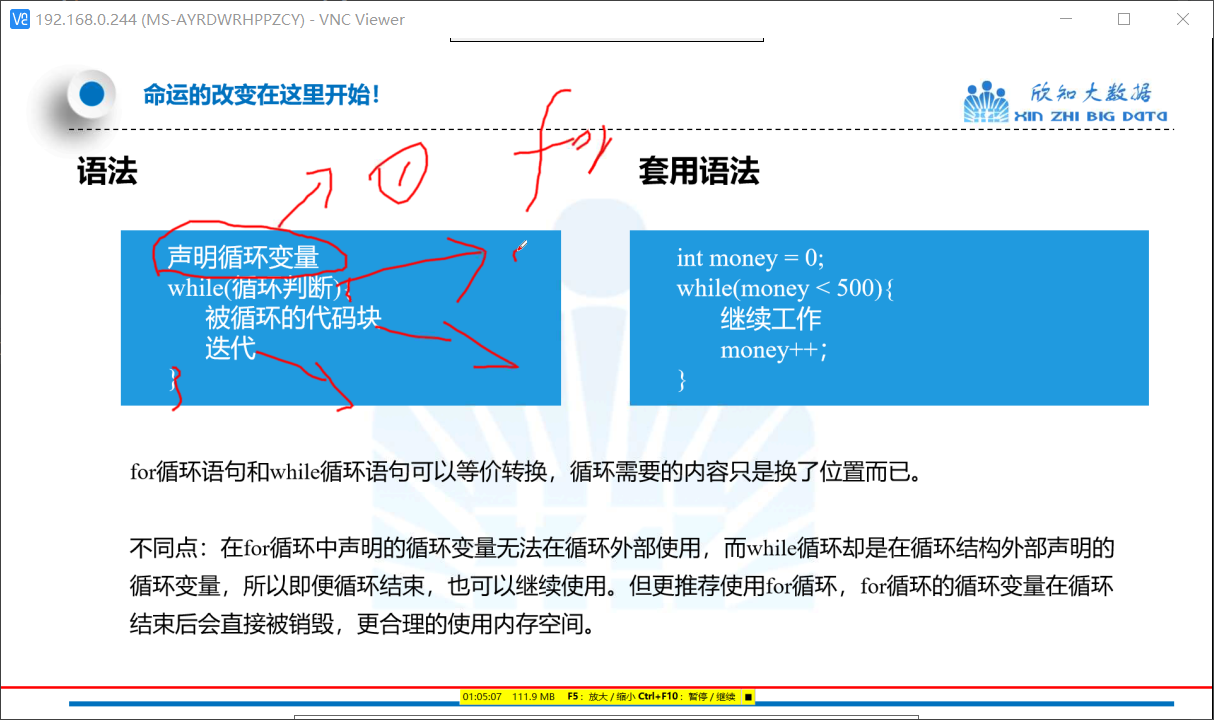 192.168.0.244 (MS-AYRDWRHPPZCY) - VNC Viewer
命运的改变在这里开始！
欣知大数据
XIN ZHI BIG DATA
for
①
语法
套用语法
声明循环变量
while(循环判断){
被循环的代码块
迭代
}
int money = 0;
while(money < 500){
继续工作
money++；
}
for循环语句和while循环语句可以等价转换，循环需要的内容只是换了位置而已。
不同点：在for循环中声明的循环变量无法在循环外部使用，而while循环却是在循环结构外部声明的
循环变量，所以即便循环结束，也可以继续使用。但更推荐使用for循环，for循环的循环变量在循环
结束后会直接被销毁，更合理的使用内存空间。
01:05:07 111.9 MB F5：放大 / 缩小 Ctrl+F10：暂停 / 继续